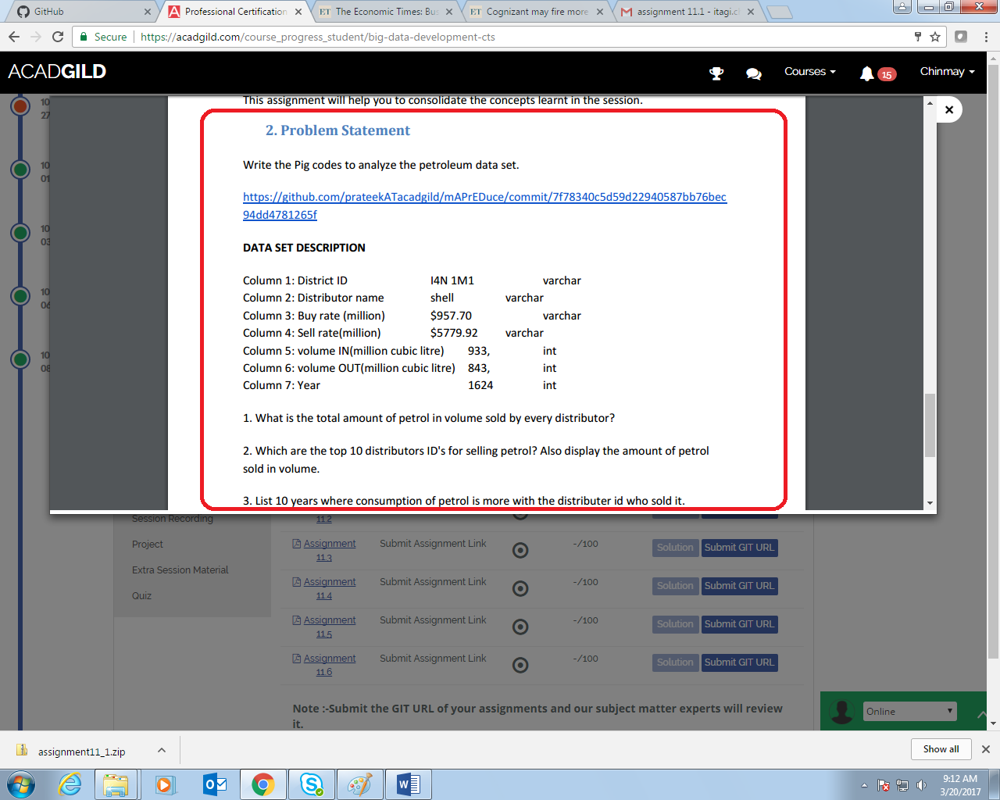 GitHub
Professional Certification
ET The Economic Times: Bus
ET Cognizant may fire more
assignment 11.1 - itagi.c
Secure https://acadgild.com/course_progress_student/big-data-development-cts
ACADGILD
Courses
15
Chinmay
10
27
10
01
10
03
10
06
10
08
This assignment will help you to consolidate the concepts learnt in the session.
2. Problem Statement
Write the Pig codes to analyze the petroleum data set.
https://github.com/prateekATacadgild/mAPrEDuce/commit/7f78340c5d59d22940587bb76bec
94dd4781265f
DATA SET DESCRIPTION
Column 1: District ID I4N 1M1 varchar
Column 2: Distributor name shell varchar
Column 3: Buy rate (million) $957.70 varchar
Column 4: Sell rate(million) $5779.92 varchar
Column 5: volume IN(million cubic litre) 933, int
Column 6: volume OUT(million cubic litre) 843, int
Column 7: Year 1624 int
1. What is the total amount of petrol in volume sold by every distributor?
2. Which are the top 10 distributors ID's for selling petrol? Also display the amount of petrol
sold in volume.
3. List 10 years where consumption of petrol is more with the distributer id who sold it.
Session Recording
Project
Extra Session Material
Quiz
11.2
Assignment
11.3
Submit Assignment Link -/100 Solution Submit GIT URL
Assignment
11.4
Submit Assignment Link -/100 Solution Submit GIT URL
Assignment
11.5
Submit Assignment Link -/100 Solution Submit GIT URL
Assignment
11.6
Submit Assignment Link -/100 Solution Submit GIT URL
Note :-Submit the GIT URL of your assignments and our subject matter experts will review
it.
Online
assignment11_1.zip
Show all
9:12 AM
3/20/2017